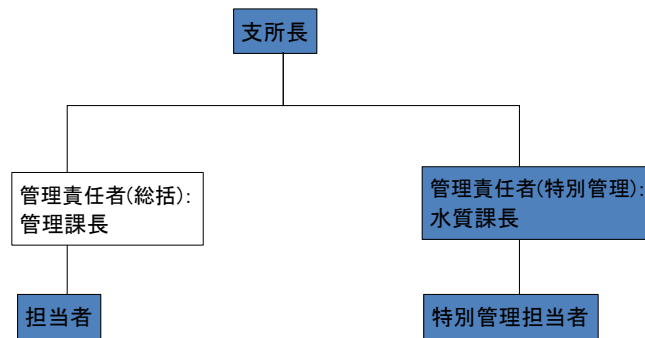 支所長
管理責任者(総括):
管理課長
管理責任者(特別管理):
水質課長
担当者
特別管理担当者